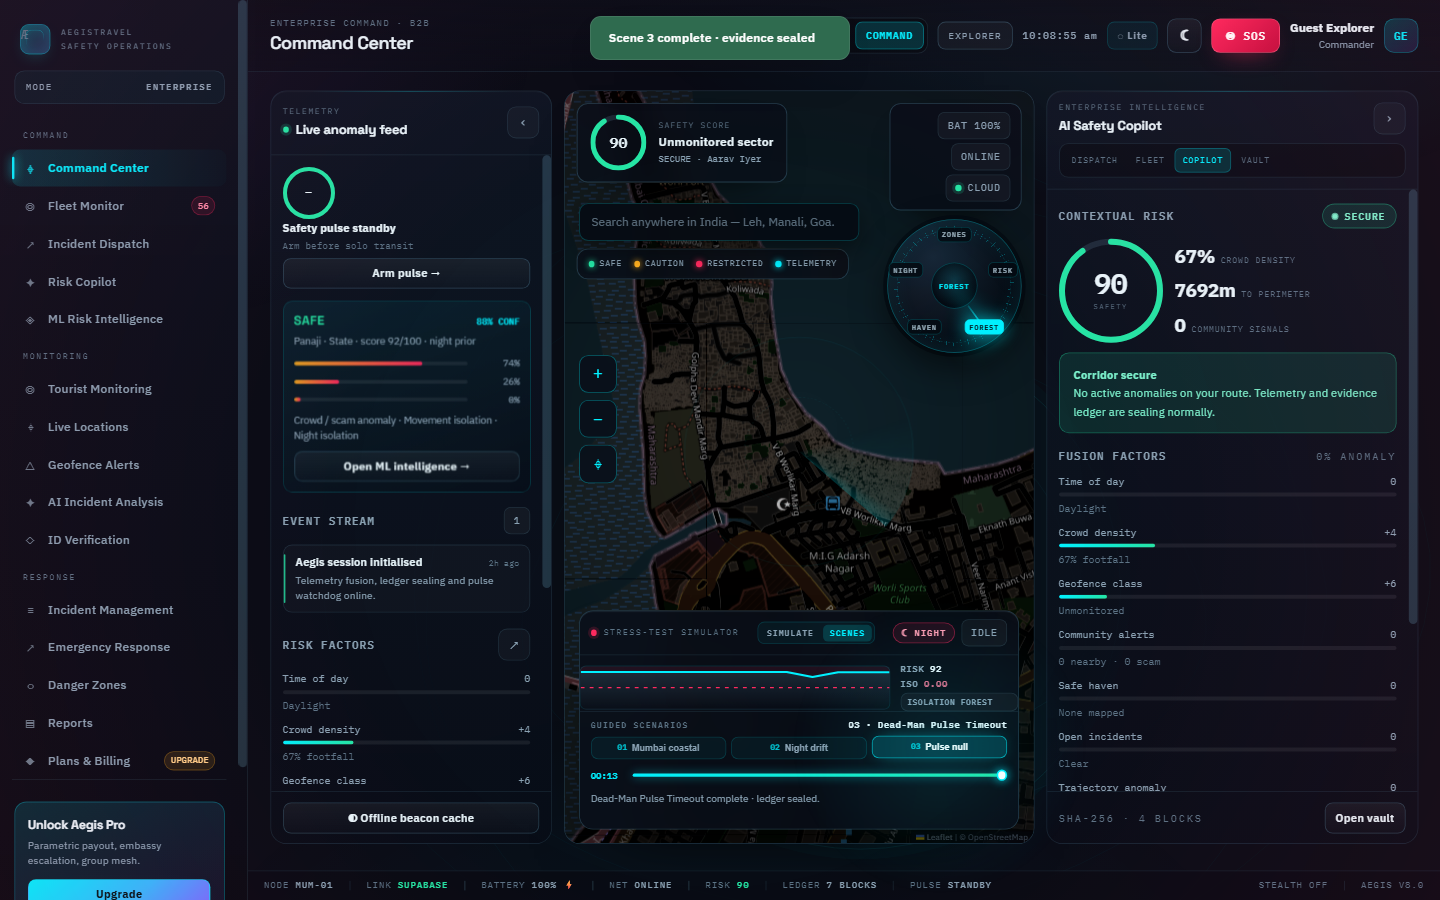 AEGISTRAVEL
SAFETY OPERATIONS
MODE ENTERPRISE
COMMAND
Command Center
Fleet Monitor 56
Incident Dispatch
Risk Copilot
ML Risk Intelligence
MONITORING
Tourist Monitoring
Live Locations
Geofence Alerts
AI Incident Analysis
ID Verification
RESPONSE
Incident Management
Emergency Response
Danger Zones
Reports
Plans & Billing UPGRADE
Unlock Aegis Pro
Parametric payout, embassy
escalation, group mesh.
Upgrade
ENTERPRISE COMMAND · B2B
Command Center
Scene 3 complete · evidence sealed
COMMAND
EXPLORER
10:08:55 am
Lite
SOS
Guest Explorer
Commander
GE
TELEMETRY
Live anomaly feed
–
Safety pulse standby
Arm before solo transit
Arm pulse →
SAFE 88% CONF
Panaji · State · score 92/100 · night prior
74%
26%
0%
Crowd / scam anomaly · Movement isolation ·
Night isolation
Open ML intelligence →
EVENT STREAM 1
Aegis session initialised 2h ago
Telemetry fusion, ledger sealing and pulse
watchdog online.
RISK FACTORS ↗
Time of day 0
Daylight
Crowd density +4
67% footfall
Geofence class +6
Offline beacon cache
90
SAFETY SCORE
Unmonitored sector
SECURE · Aarav Iyer
BAT 100%
ONLINE
CLOUD
Search anywhere in India — Leh, Manali, Goa.
SAFE CAUTION RESTRICTED TELEMETRY
ZONES
NIGHT RISK
FOREST
HAVEN FOREST
+
−
Koliwada
Golpha Devi Mandir Marg
Maharashtra
V B Worlikar Marg
VB Worlikar Marg
Maharashtra
Eknath Buwa
M.I.G Adarsh
Nagar
Worli Sports
Club
STRESS-TEST SIMULATOR SIMULATE SCENES NIGHT IDLE
RISK 92
ISO 0.00
ISOLATION FOREST
GUIDED SCENARIOS 03 · Dead-Man Pulse Timeout
01 Mumbai coastal 02 Night drift 03 Pulse null
00:13
Dead-Man Pulse Timeout complete · ledger sealed.
Leaflet | © OpenStreetMap
ENTERPRISE INTELLIGENCE
AI Safety Copilot
DISPATCH FLEET COPILOT VAULT
CONTEXTUAL RISK SECURE
90
SAFETY
67% CROWD DENSITY
7692m TO PERIMETER
0 COMMUNITY SIGNALS
Corridor secure
No active anomalies on your route. Telemetry and evidence
ledger are sealing normally.
FUSION FACTORS 0% ANOMALY
Time of day 0
Daylight
Crowd density +4
67% footfall
Geofence class +6
Unmonitored
Community alerts 0
0 nearby · 0 scam
Safe haven 0
None mapped
Open incidents 0
Clear
Trajectory anomaly 0
SHA-256 · 4 BLOCKS
Open vault
NODE MUM-01 LINK SUPABASE BATTERY 100% NET ONLINE RISK 90 LEDGER 7 BLOCKS PULSE STANDBY STEALTH OFF AEGIS V8.0